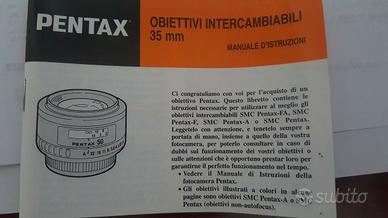 PENTAX
OBIETTIVI INTERCAMBIABILI
35 mm
MANUALE D'ISTRUZIONI
Ci congratuliamo con voi per l'acquisto di un
obiettivo Pentax. Questo libretto contiene le
istruzioni necessarie per utilizzare al meglio gli
obiettivi intercambiabili SMC Pentax-FA, SMC
Pentax-F, SMC Pentax-A o SMC Pentax.
Leggetelo con attenzione, e tenetelo sempre a
portata di mano, insieme a quello della vostra
fotocamera, per poterlo consultare in caso di
dubbi sul funzionamento dei vostri obiettivi o
sulle attenzioni che è opportuno prestar loro per
garantirne il perfetto funzionamento nel tempo.
• Vedere il Manuale di Istruzioni della
fotocamera Pentax.
• Gli obiettivi illustrati a colori in alcune
pagine sono obiettivi SMC Pentax-A o SMC
Pentax (obiettivi non-autofocus).
PENTAX 50
subito